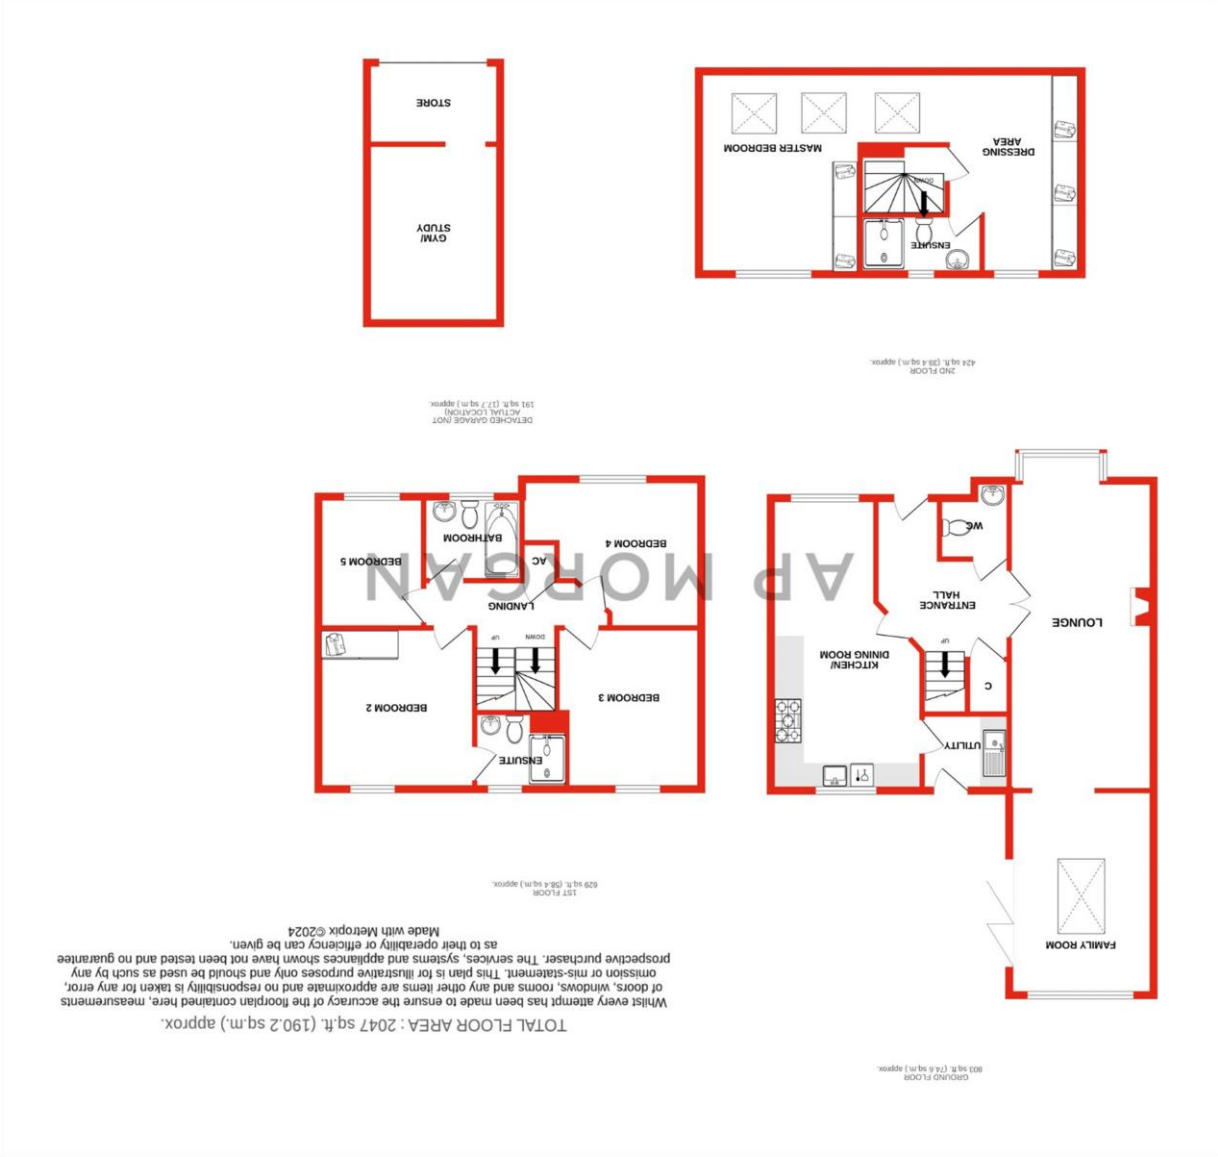 GROUND FLOOR
803 sq.ft. (74.6 sq.m.) approx.
FAMILY ROOM
LOUNGE
UTILITY
C
UP
KITCHEN/
DINING ROOM
ENTRANCE
HALL
WC
TOTAL FLOOR AREA : 2047 sq.ft. (190.2 sq.m.) approx.
Whilst every attempt has been made to ensure the accuracy of the floorplan contained here, measurements
of doors, windows, rooms and any other items are approximate and no responsibility is taken for any error,
omission or mis-statement. This plan is for illustrative purposes only and should be used as such by any
prospective purchaser. The services, systems and appliances shown have not been tested and no guarantee
as to their operability or efficiency can be given.
Made with Metropix ©2024
1ST FLOOR
629 sq.ft. (58.4 sq.m.) approx.
ENSUITE
BEDROOM 3
BEDROOM 2
DOWN
UP
LANDING
AC
BEDROOM 4
BATHROOM
BEDROOM 5
AP MORGAN
2ND FLOOR
424 sq.ft. (39.4 sq.m.) approx.
ENSUITE
DOWN
DRESSING
AREA
MASTER BEDROOM
DETACHED GARAGE (NOT
ACTUAL LOCATION)
191 sq.ft. (17.7 sq.m.) approx.
GYM/
STUDY
STORE